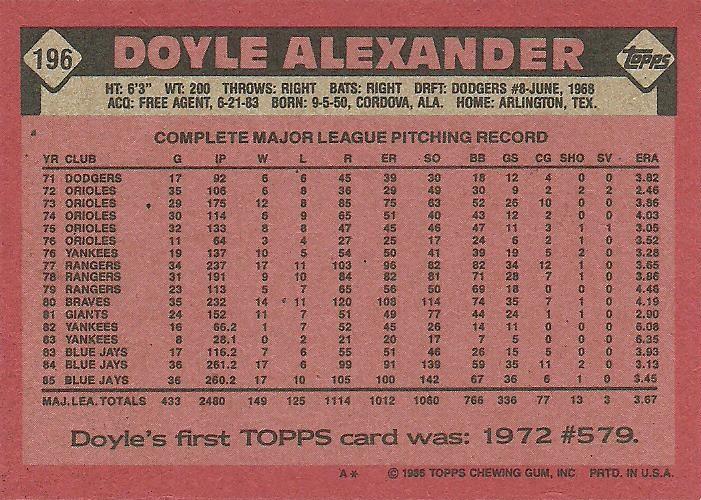 196 DOYLE ALEXANDER TOPPS
HT: 6'3" WT: 200 THROWS: RIGHT BATS: RIGHT DRFT: DODGERS #8-JUNE, 1968
ACQ: FREE AGENT, 6-21-83 BORN: 9-5-50, CORDOVA, ALA. HOME: ARLINGTON, TEX.
COMPLETE MAJOR LEAGUE PITCHING RECORD
YR CLUB G IP W L R ER SO BB GS CG SHO SV ERA
71 DODGERS 17 92 6 6 45 39 30 18 12 4 0 0 3.82
72 ORIOLES 35 106 6 8 36 29 49 30 9 2 2 2 2.46
73 ORIOLES 29 175 12 8 85 75 63 52 26 10 0 0 3.86
74 ORIOLES 30 114 6 9 65 51 40 43 12 2 0 0 4.03
75 ORIOLES 32 133 8 8 47 45 46 47 11 3 1 1 3.05
76 ORIOLES 11 64 3 4 27 25 17 24 6 2 1 0 3.52
76 YANKEES 19 137 10 5 54 50 41 39 19 5 2 0 3.28
77 RANGERS 34 237 17 11 103 96 82 82 34 12 1 0 3.65
78 RANGERS 31 191 9 10 84 82 81 71 28 7 1 0 3.86
79 RANGERS 23 113 5 7 65 56 50 69 18 0 0 0 4.46
80 BRAVES 35 232 14 11 120 108 114 74 35 7 1 0 4.19
81 GIANTS 24 152 11 7 51 49 77 44 24 1 1 0 2.90
82 YANKEES 16 66.2 1 7 52 45 26 14 11 0 0 0 6.08
83 YANKEES 8 28.1 0 2 21 20 17 7 5 0 0 0 6.35
83 BLUE JAYS 17 116.2 7 6 55 51 46 26 15 5 0 0 3.93
84 BLUE JAYS 36 261.2 17 6 99 91 139 59 35 11 2 0 3.13
85 BLUE JAYS 36 260.2 17 10 105 100 142 67 36 6 1 0 3.45
MAJ. LEA. TOTALS 433 2480 149 125 1114 1012 1060 766 336 77 13 3 3.67
Doyle's first TOPPS card was: 1972 #579.
A* © 1986 TOPPS CHEWING GUM, INC PRTD. IN U.S.A.